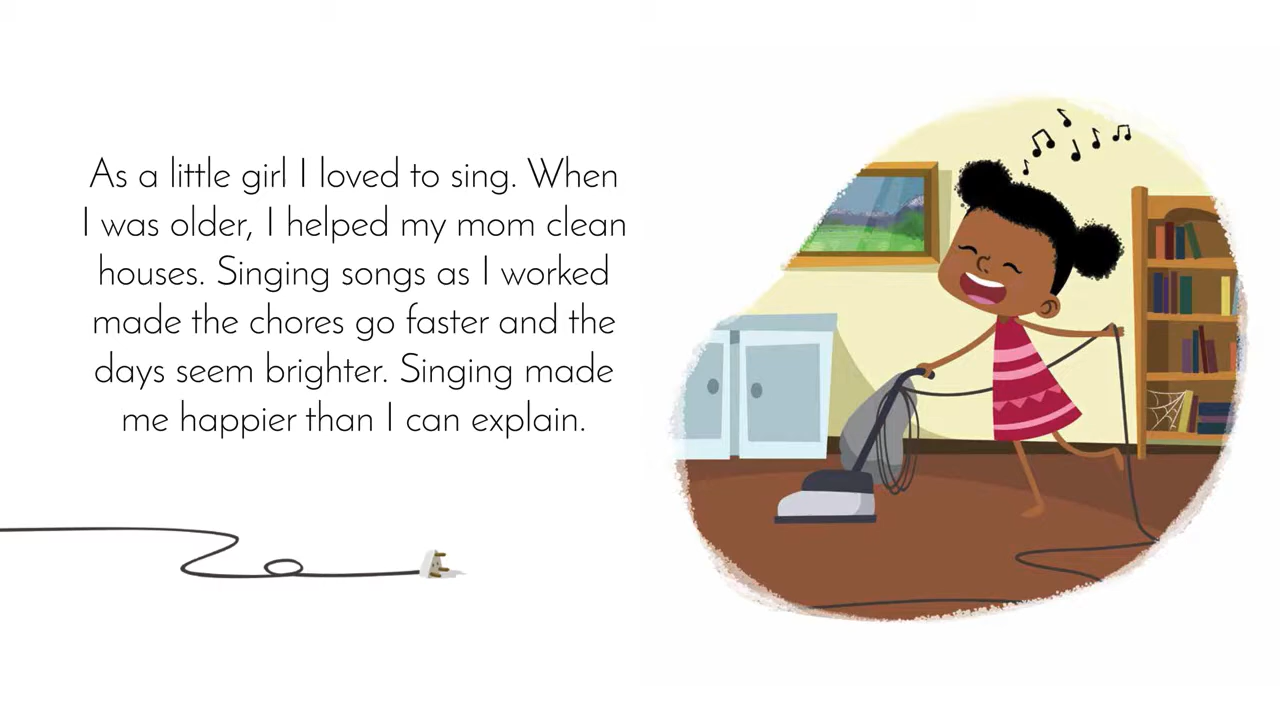 As a little girl I loved to sing. When
I was older, I helped my mom clean
houses. Singing songs as I worked
made the chores go faster and the
days seem brighter. Singing made
me happier than I can explain.